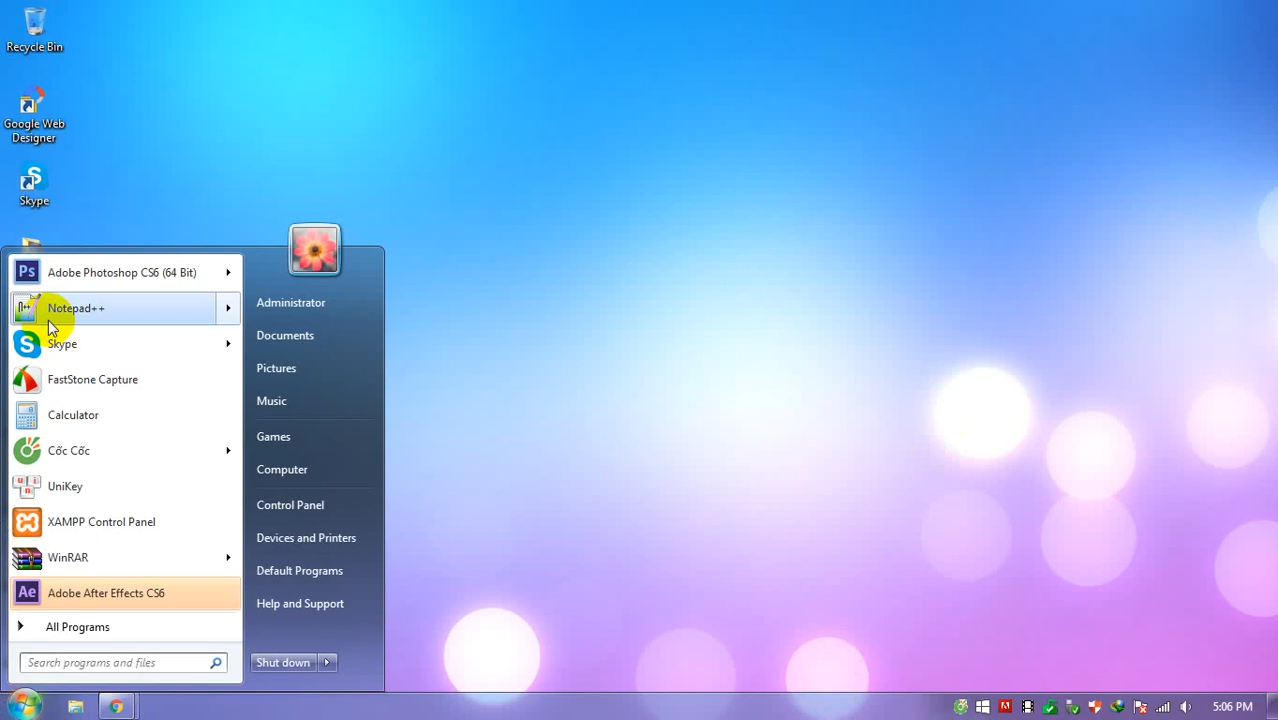 Recycle Bin
Google Web
Designer
Skype
Ps
Adobe Photoshop CS6 (64 Bit)
Notepad++
Skype
FastStone Capture
Calculator
Cốc Cốc
UniKey
XAMPP Control Panel
WinRAR
Ae
Adobe After Effects CS6
All Programs
Search programs and files
Administrator
Documents
Pictures
Music
Games
Computer
Control Panel
Devices and Printers
Default Programs
Help and Support
Shut down
5:06 PM